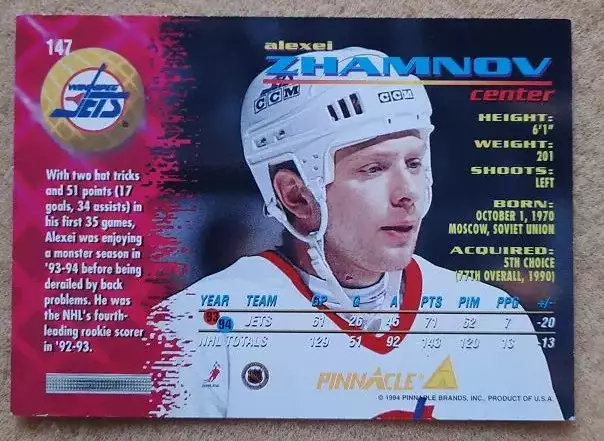 147
WINNIPEG
JETS
alexei
ZHAMNOV
center
CCM
CCM
HEIGHT:
6'1"
WEIGHT:
201
SHOOTS:
LEFT
BORN:
OCTOBER 1, 1970
MOSCOW, SOVIET UNION
ACQUIRED:
5TH CHOICE
(77TH OVERALL, 1990)
With two hat tricks
and 51 points (17
goals, 34 assists) in
his first 35 games,
Alexei was enjoying
a monster season in
'93-94 before being
derailed by back
problems. He was
the NHL's fourth-
leading rookie scorer
in '92-93.
YEAR TEAM GP G A PTS PIM PPG +/-
93 94 JETS 61 26 45 71 62 7 -20
NHL TOTALS 129 51 92 143 120 13 -13
PINNACLE
© 1994 PINNACLE BRANDS, INC., PRODUCT OF U.S.A.